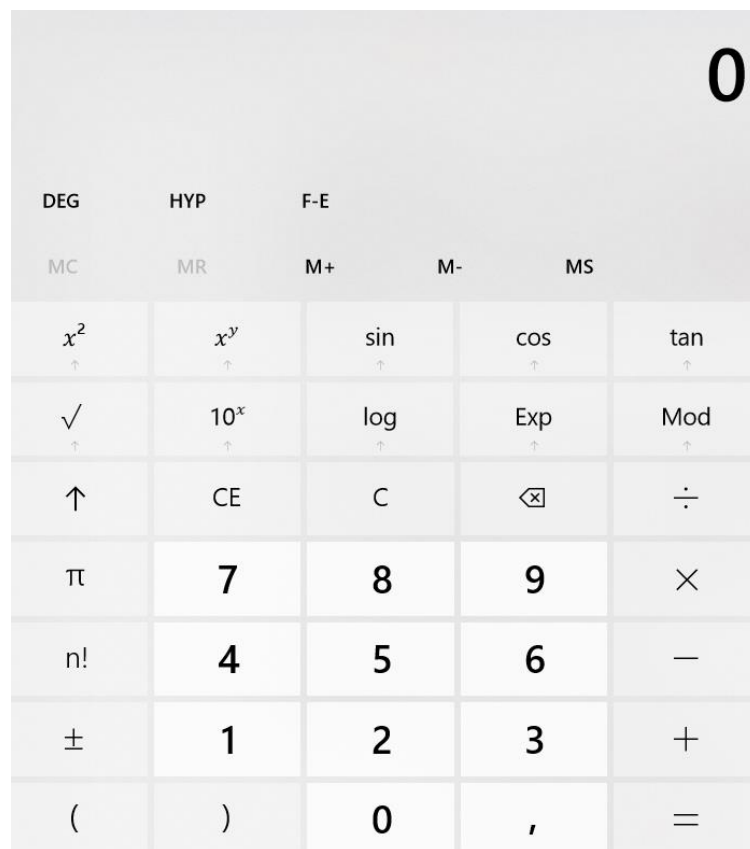 0
DEG HYP F-E
MC MR M+ M- MS
x² xʸ sin cos tan
↑ ↑ ↑ ↑ ↑
√ 10ˣ log Exp Mod
↑ ↑ ↑ ↑ ↑
↑ CE C ⌫ ÷
π 7 8 9 ×
n! 4 5 6 −
± 1 2 3 +
( ) 0 , =